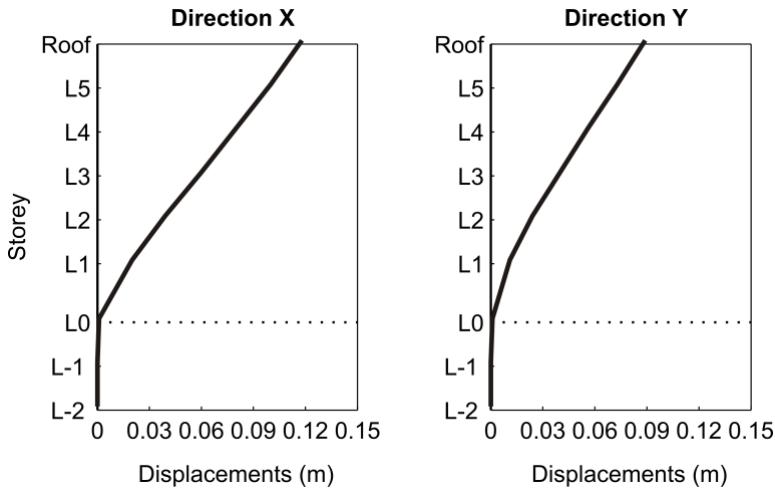 Direction X
Direction Y
Storey
Roof
L5
L4
L3
L2
L1
L0
L-1
L-2
0 0.03 0.06 0.09 0.12 0.15
Displacements (m)
Roof
L5
L4
L3
L2
L1
L0
L-1
L-2
0 0.03 0.06 0.09 0.12 0.15
Displacements (m)